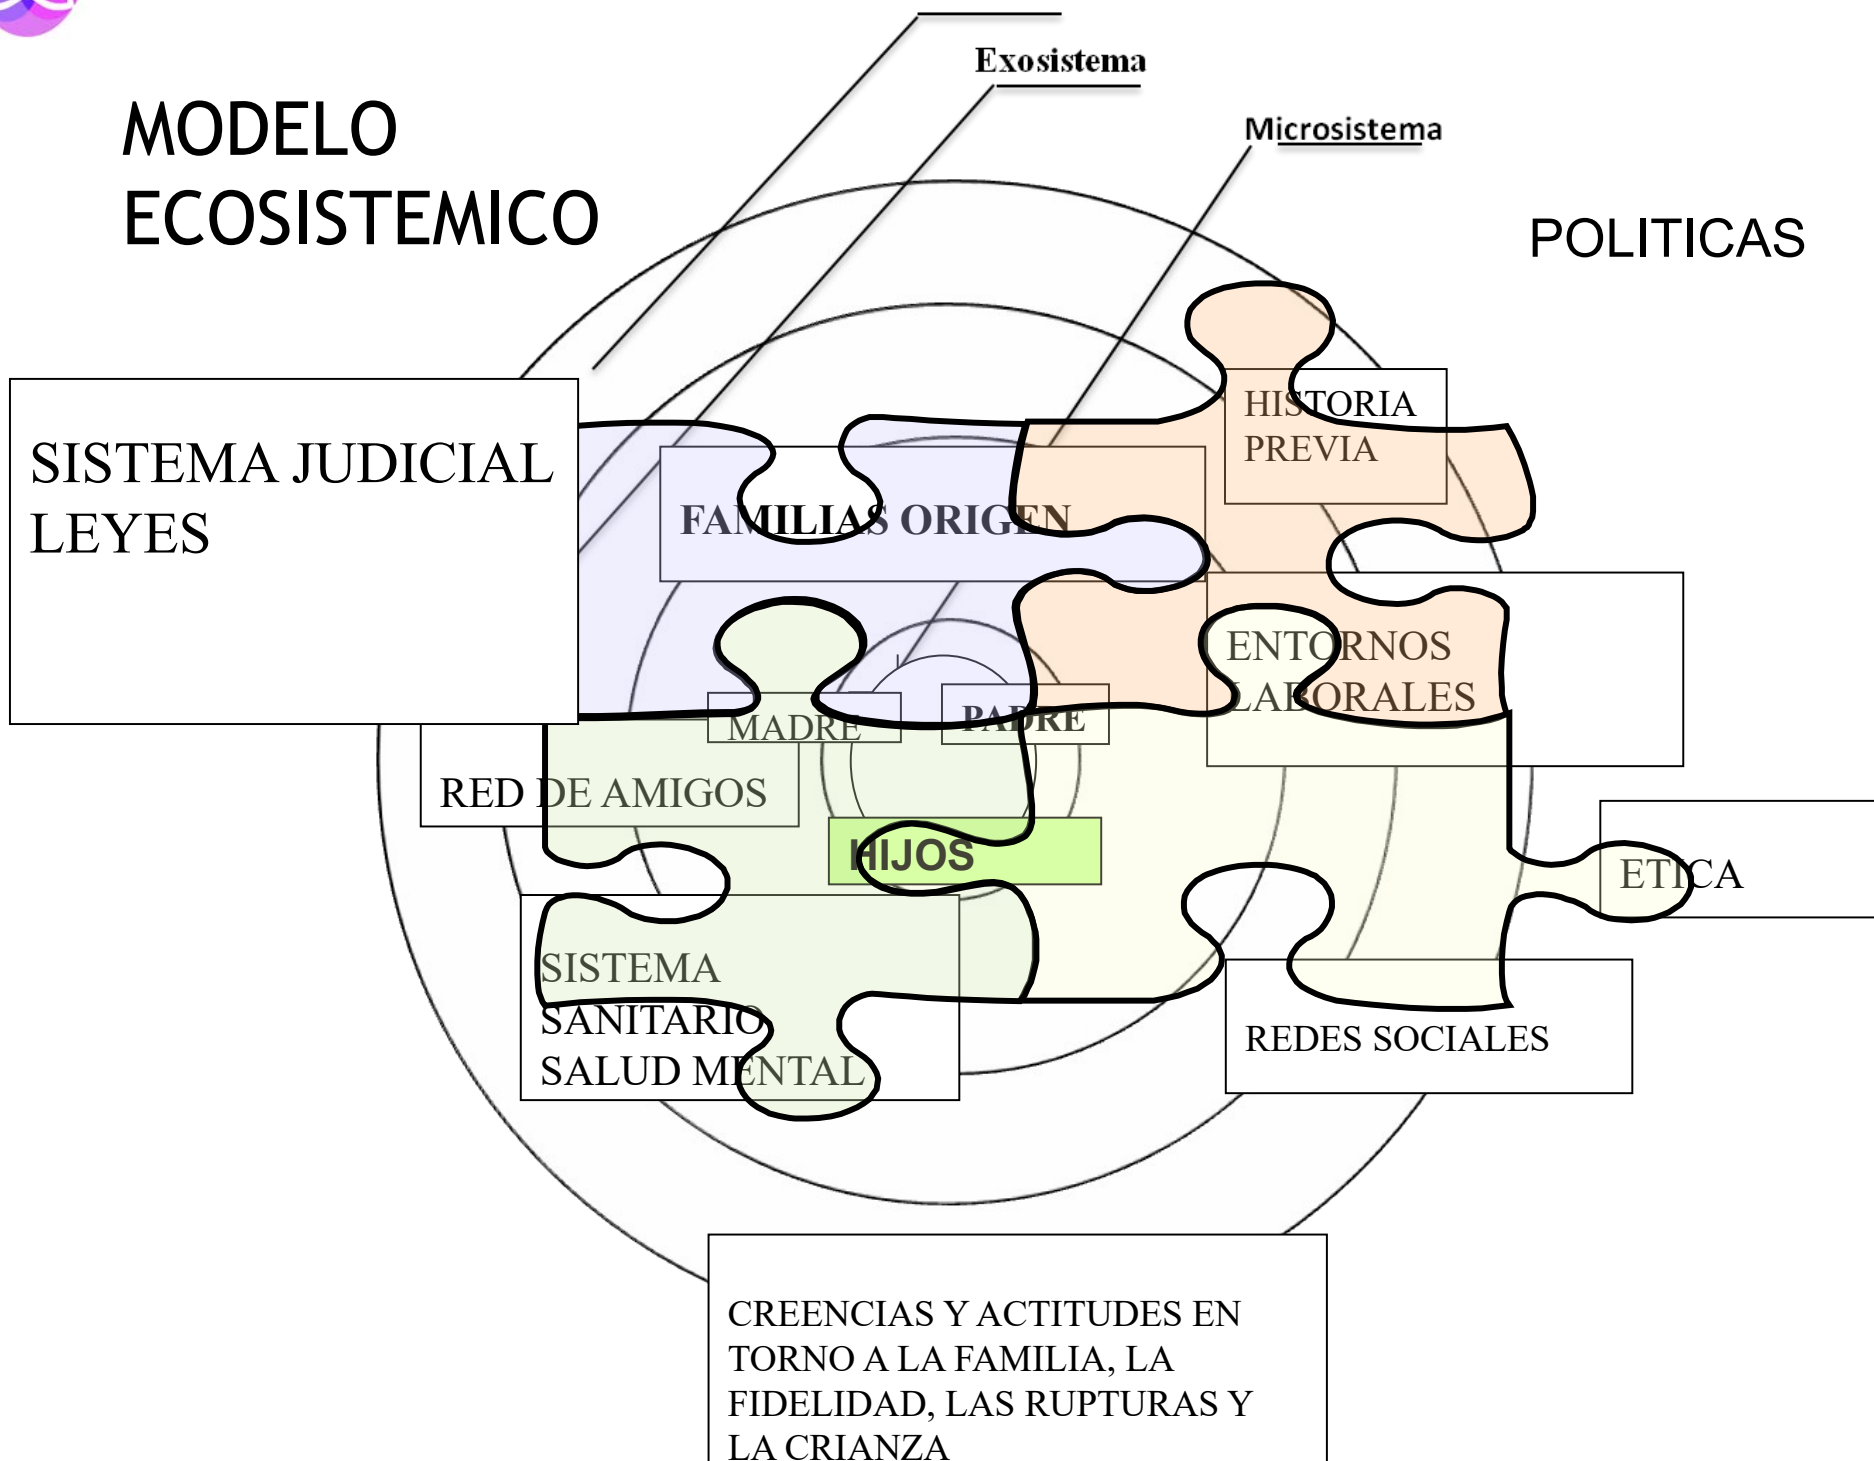 Exosistema
Microsistema
MODELO
ECOSISTEMICO
POLITICAS
SISTEMA JUDICIAL
LEYES
HISTORIA
PREVIA
FAMILIAS ORIGEN
ENTORNOS
LABORALES
MADRE
PADRE
RED DE AMIGOS
HIJOS
ETICA
SISTEMA
SANITARIO
SALUD MENTAL
REDES SOCIALES
CREENCIAS Y ACTITUDES EN
TORNO A LA FAMILIA, LA
FIDELIDAD, LAS RUPTURAS Y
LA CRIANZA